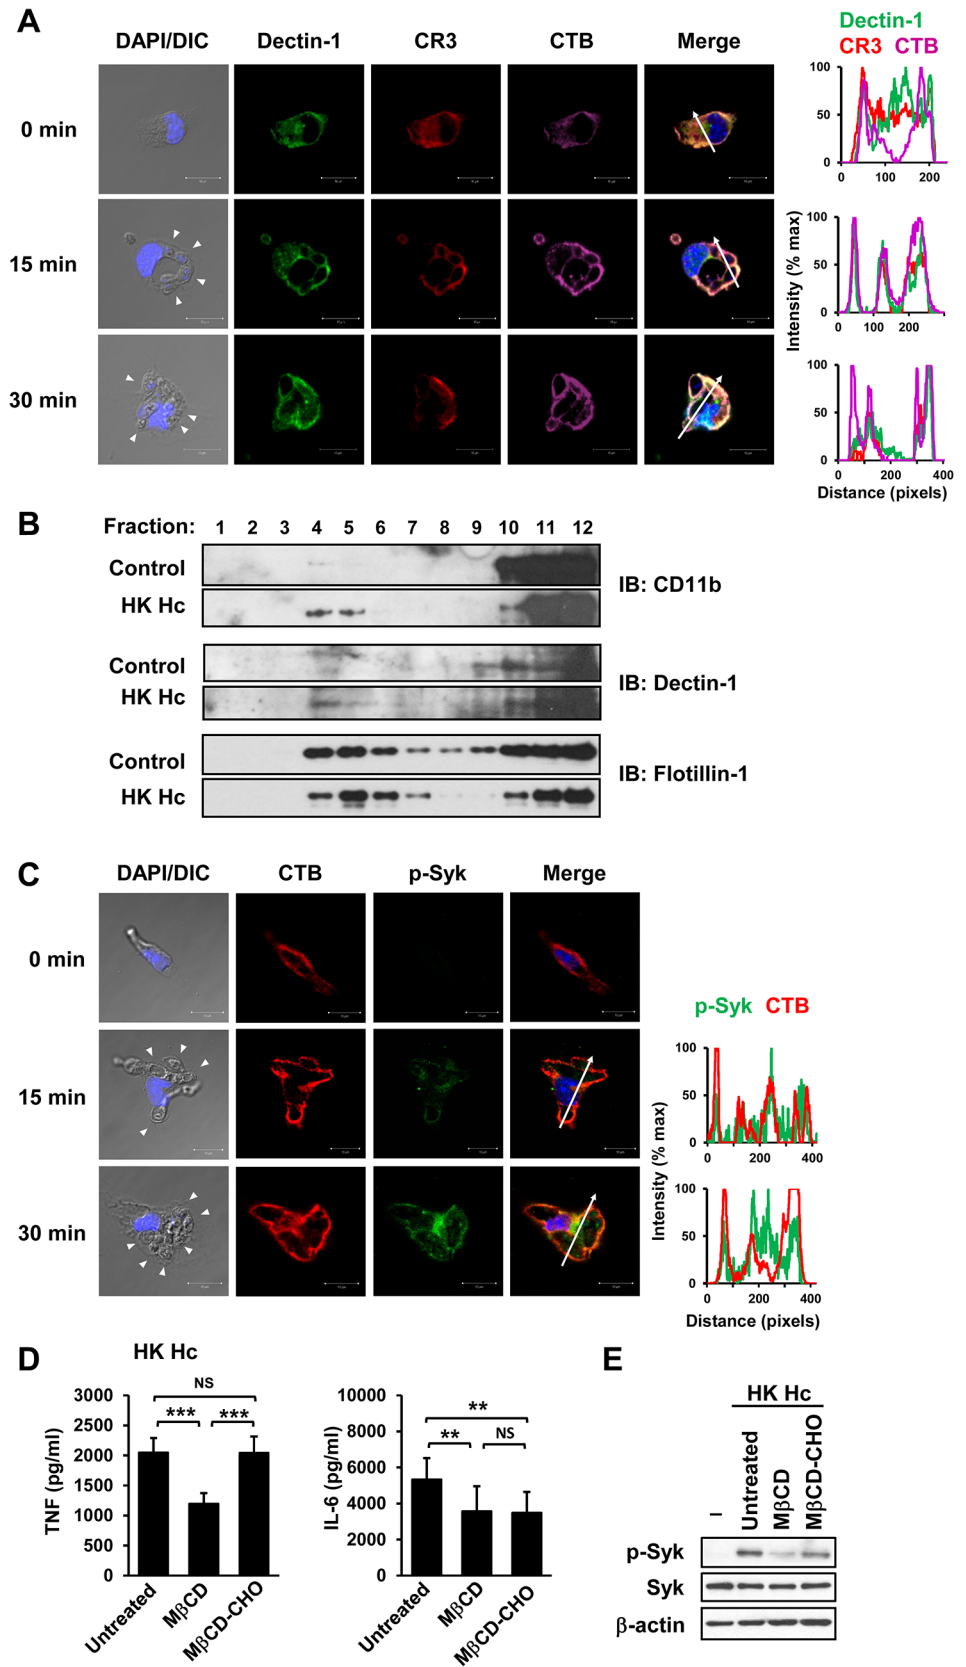 A
DAPI/DIC Dectin-1 CR3 CTB Merge
Dectin-1
CR3 CTB
0 min
100
50
0
0 100 200
15 min
Intensity (% max)
100
50
0
0 100 200
30 min
100
50
0
0 200 400
Distance (pixels)
B
Fraction: 1 2 3 4 5 6 7 8 9 10 11 12
Control
HK Hc
IB: CD11b
Control
HK Hc
IB: Dectin-1
Control
HK Hc
IB: Flotillin-1
C
DAPI/DIC CTB p-Syk Merge
0 min
p-Syk CTB
15 min
Intensity (% max)
100
50
0
0 200 400
30 min
100
50
0
0 200 400
Distance (pixels)
D
HK Hc
TNF (pg/ml)
3000
2500
2000
1500
1000
500
0
NS
*** ***
Untreated
MβCD
MβCD-CHO
IL-6 (pg/ml)
10000
8000
6000
4000
2000
0
**
** NS
Untreated
MβCD
MβCD-CHO
E
HK Hc
–
Untreated
MβCD
MβCD-CHO
p-Syk
Syk
β-actin